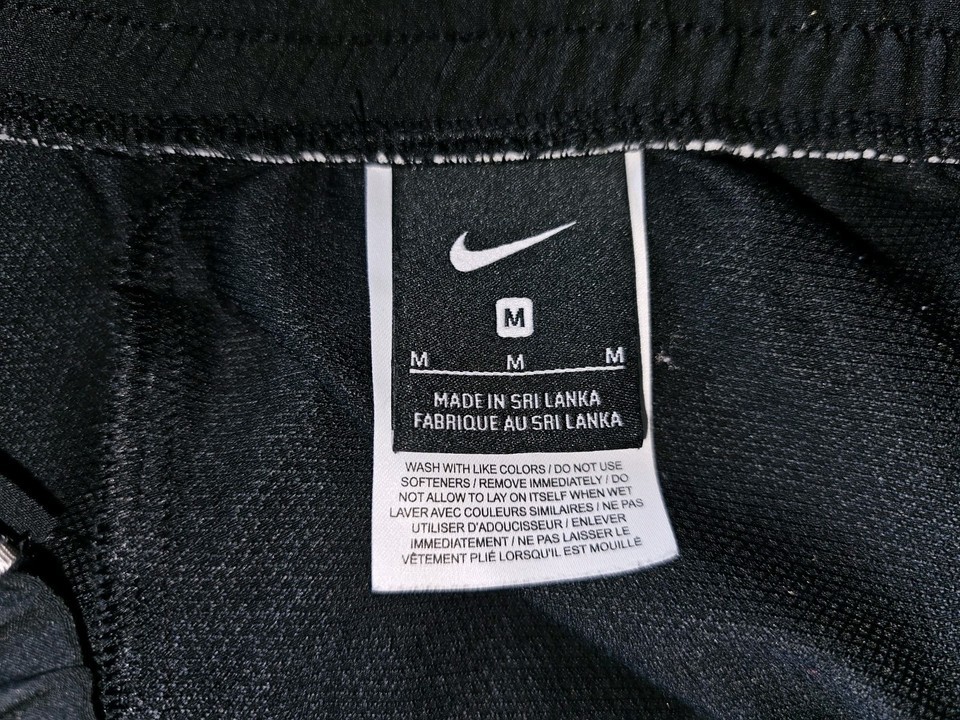 M
M M M
MADE IN SRI LANKA
FABRIQUE AU SRI LANKA
WASH WITH LIKE COLORS / DO NOT USE
SOFTENERS / REMOVE IMMEDIATELY / DO
NOT ALLOW TO LAY ON ITSELF WHEN WET
LAVER AVEC COULEURS SIMILAIRES / NE PAS
UTILISER D'ADOUCISSEUR / ENLEVER
IMMEDIATEMENT / NE PAS LAISSER LE
VÊTEMENT PLIÉ LORSQU'IL EST MOUILLÉ